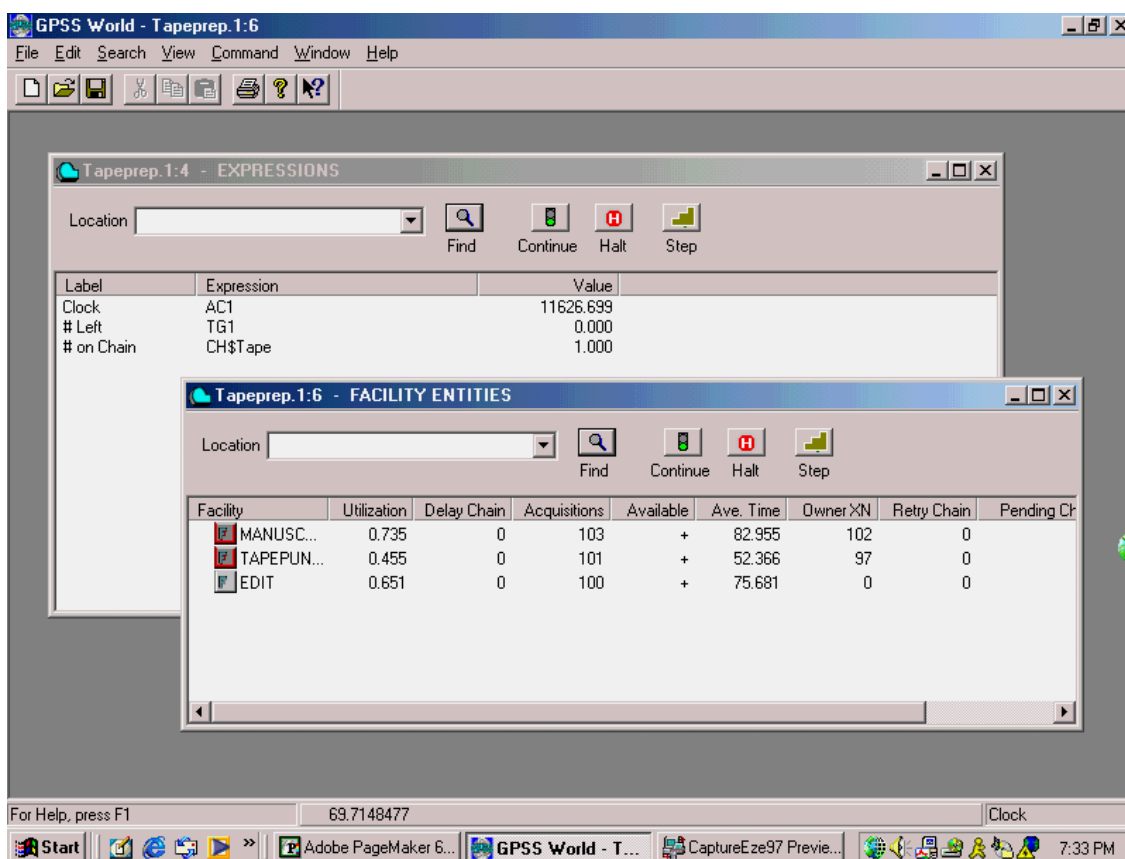 GPSS World - Tapeprep.1:6
File Edit Search View Command Window Help
Tapeprep.1:4 - EXPRESSIONS
Location
Find Continue Halt Step
Label Expression Value
Clock AC1 11626.699
# Left TG1 0.000
# on Chain CH$Tape 1.000
Tapeprep.1:6 - FACILITY ENTITIES
Location
Find Continue Halt Step
Facility Utilization Delay Chain Acquisitions Available Ave. Time Owner XN Retry Chain Pending Ch
MANUSC... 0.735 0 103 + 82.955 102 0
TAPEPUN... 0.455 0 101 + 52.366 97 0
EDIT 0.651 0 100 + 75.681 0 0
For Help, press F1 69.7148477 Clock
Start » Adobe PageMaker 6... GPSS World - T... CaptureEze97 Previe... 7:33 PM